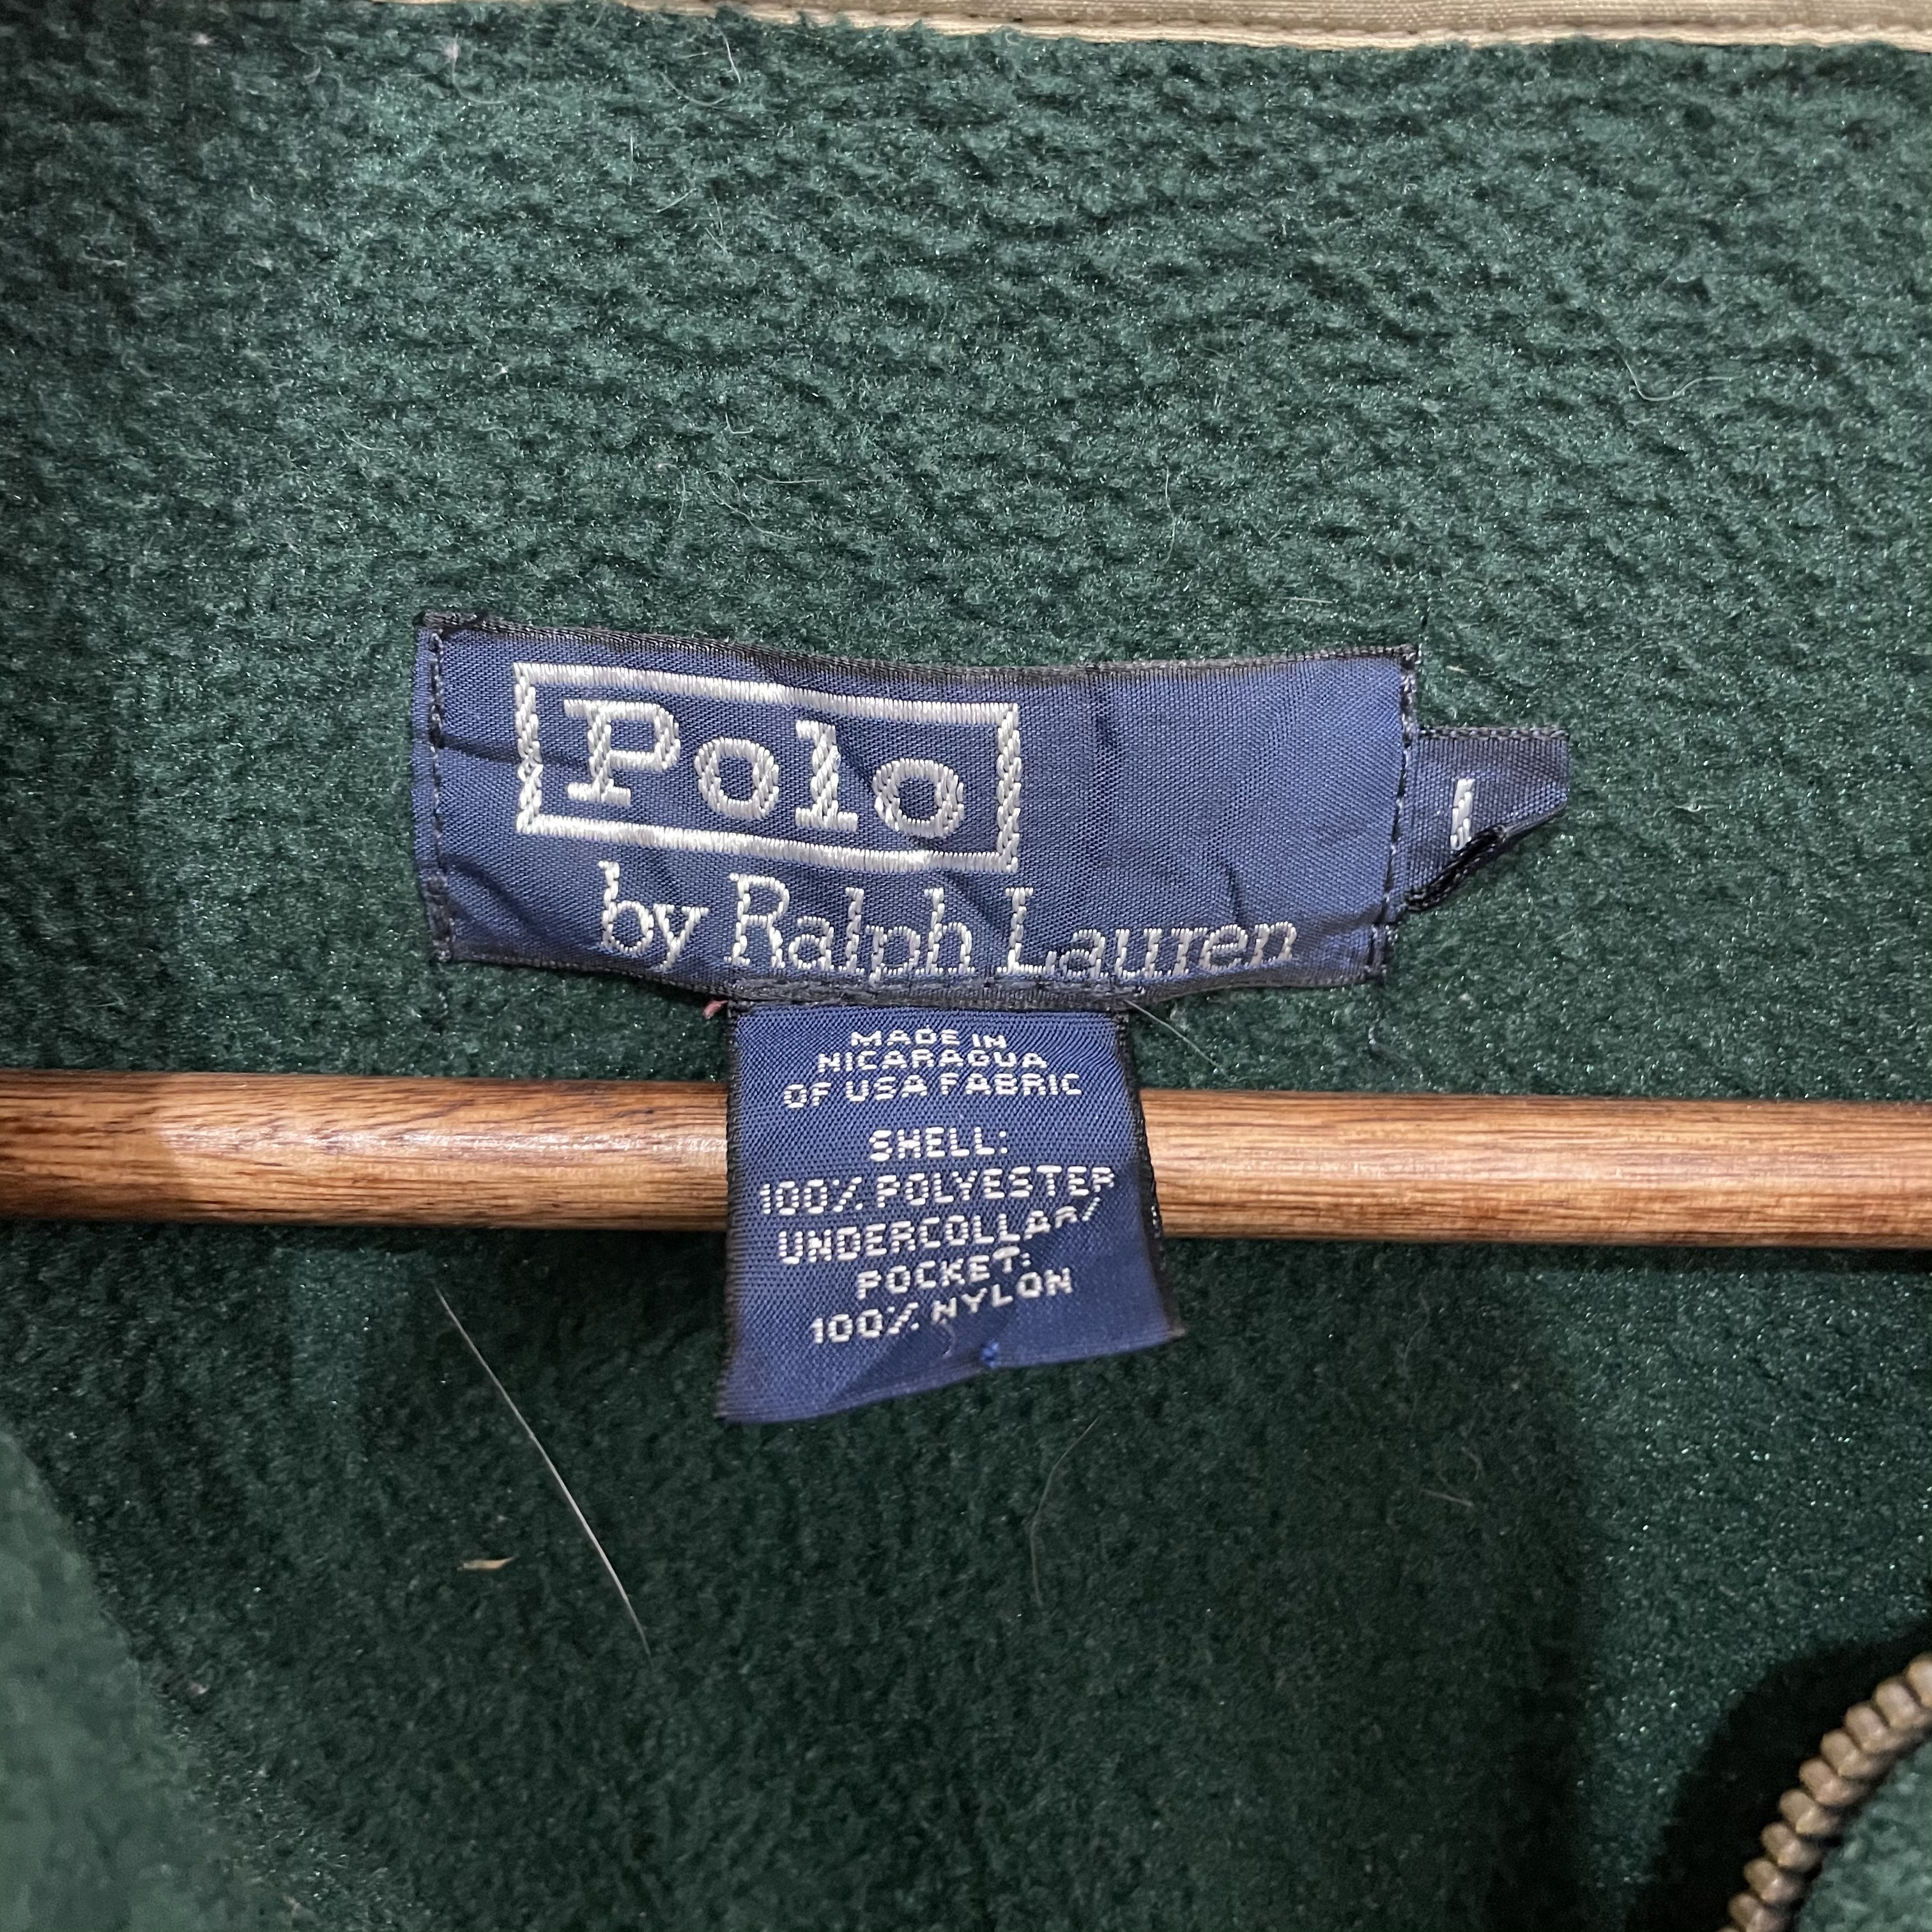 Polo
by Ralph Lauren
MADE IN
NICARAGUA
OF USA FABRIC
SHELL:
100% POLYESTER
UNDERCOLLAR/
POCKET:
100% NYLON